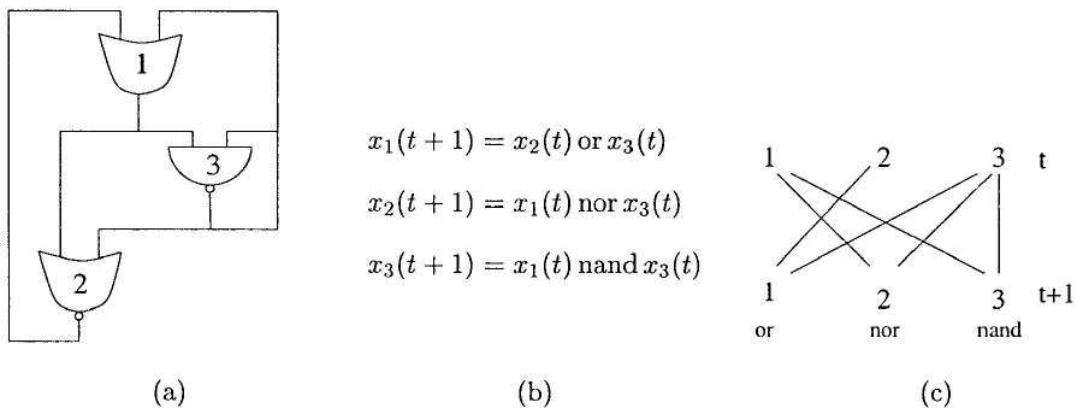 1
3
2
(a)
x₁(t + 1) = x₂(t) or x₃(t)
x₂(t + 1) = x₁(t) nor x₃(t)
x₃(t + 1) = x₁(t) nand x₃(t)
(b)
1 2 3 t
1 2 3 t+1
or nor nand
(c)